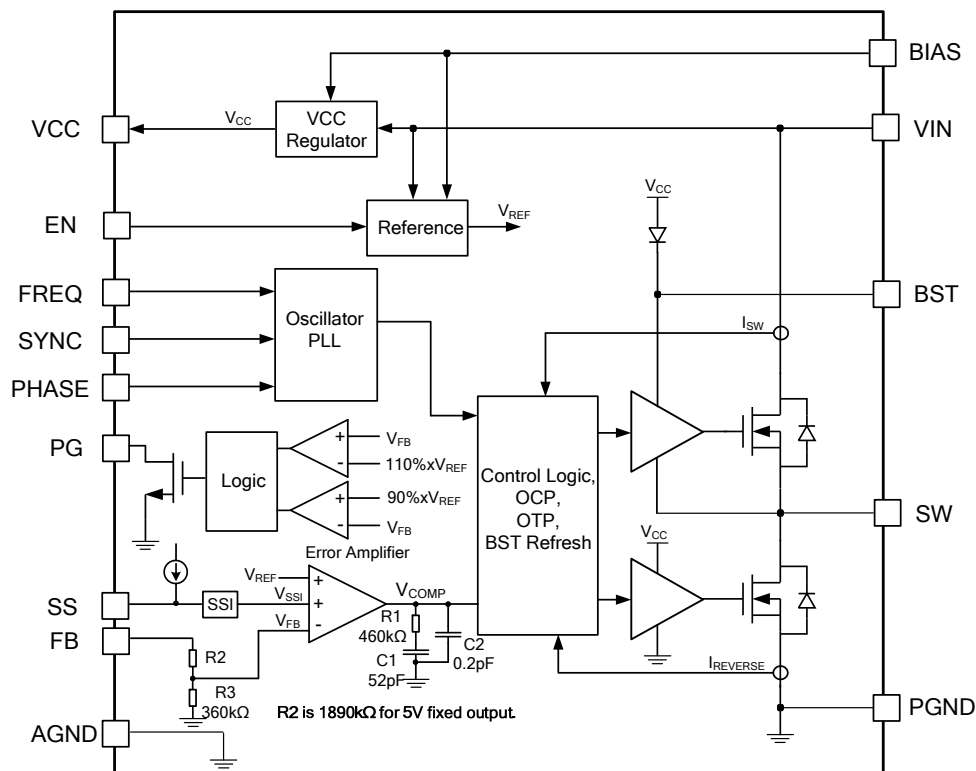 BIAS
VCC
VCC
VCC
Regulator
VIN
EN
Reference
VREF
VCC
FREQ
Oscillator
PLL
BST
SYNC
ISW
PHASE
PG
Logic
+
-
VFB
110%xVREF
+
-
90%xVREF
VFB
Control Logic,
OCP,
OTP,
BST Refresh
SW
VCC
Error Amplifier
VREF
+
SS
SSI
VSSI
+
VFB
-
VCOMP
FB
R1
460kΩ
C1
52pF
C2
0.2pF
R2
R3
360kΩ
IREVERSE
R2 is 1890kΩ for 5V fixed output.
PGND
AGND